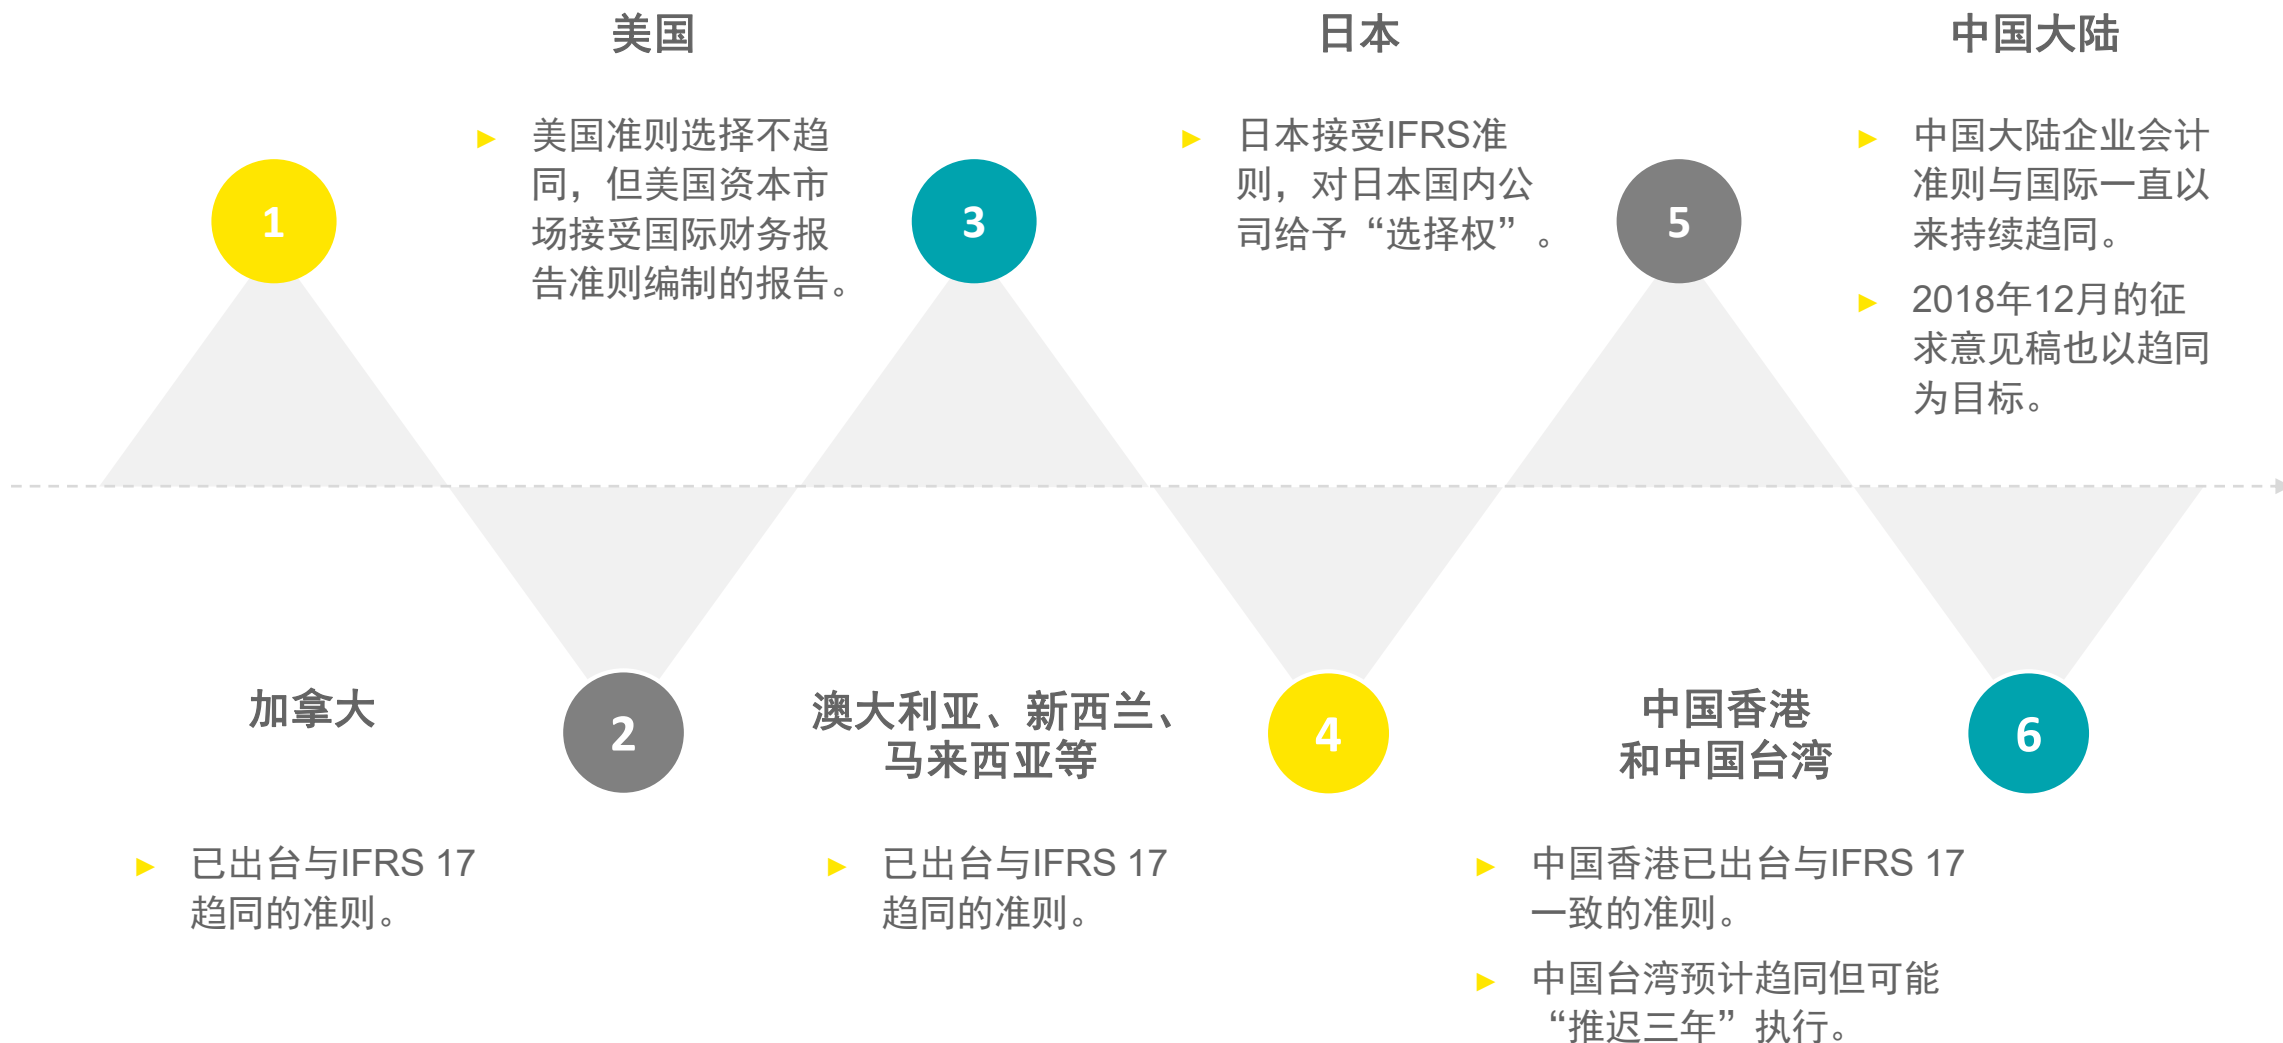 1
加拿大
已出台与IFRS 17
趋同的准则。
美国
美国准则选择不趋
同，但美国资本市
场接受国际财务报
告准则编制的报告。
2
3
澳大利亚、新西兰、
马来西亚等
已出台与IFRS 17
趋同的准则。
日本
日本接受IFRS准
则，对日本国内公
司给予“选择权”。
4
5
中国香港
和中国台湾
中国香港已出台与IFRS 17
一致的准则。
中国台湾预计趋同但可能
“推迟三年”执行。
中国大陆
中国大陆企业会计
准则与国际一直以
来持续趋同。
2018年12月的征
求意见稿也以趋同
为目标。
6